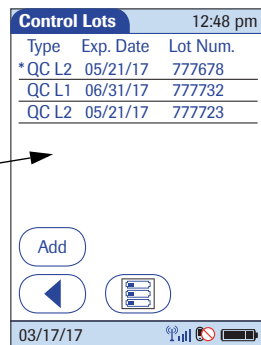 Control Lots 12:48 pm
Type Exp. Date Lot Num.
*QC L2 05/21/17 777678
QC L1 06/31/17 777732
QC L2 05/21/17 777723
Add
03/17/17